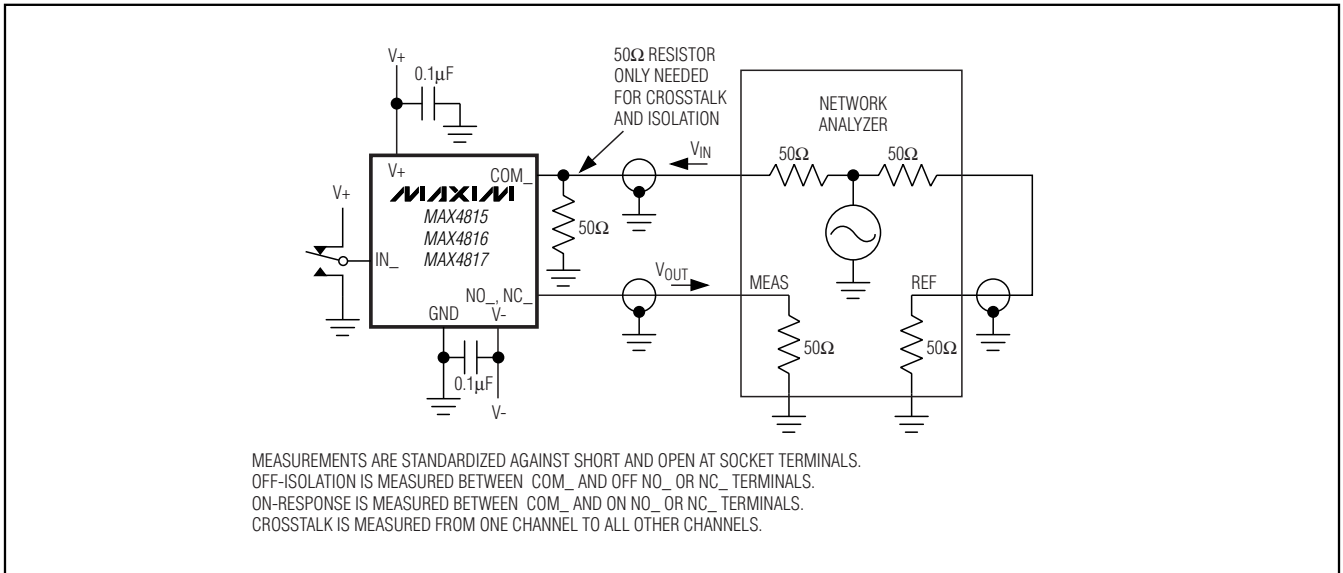 V+
0.1µF
50Ω RESISTOR
ONLY NEEDED
FOR CROSSTALK
AND ISOLATION
NETWORK
ANALYZER
V+
V+
COM_
MAXIM
MAX4815
MAX4816
MAX4817
IN_
NO_, NC_
GND
V-
0.1µF
V-
50Ω
VIN
50Ω
50Ω
VOUT
MEAS
REF
50Ω
50Ω
MEASUREMENTS ARE STANDARDIZED AGAINST SHORT AND OPEN AT SOCKET TERMINALS.
OFF-ISOLATION IS MEASURED BETWEEN COM_ AND OFF NO_ OR NC_ TERMINALS.
ON-RESPONSE IS MEASURED BETWEEN COM_ AND ON NO_ OR NC_ TERMINALS.
CROSSTALK IS MEASURED FROM ONE CHANNEL TO ALL OTHER CHANNELS.